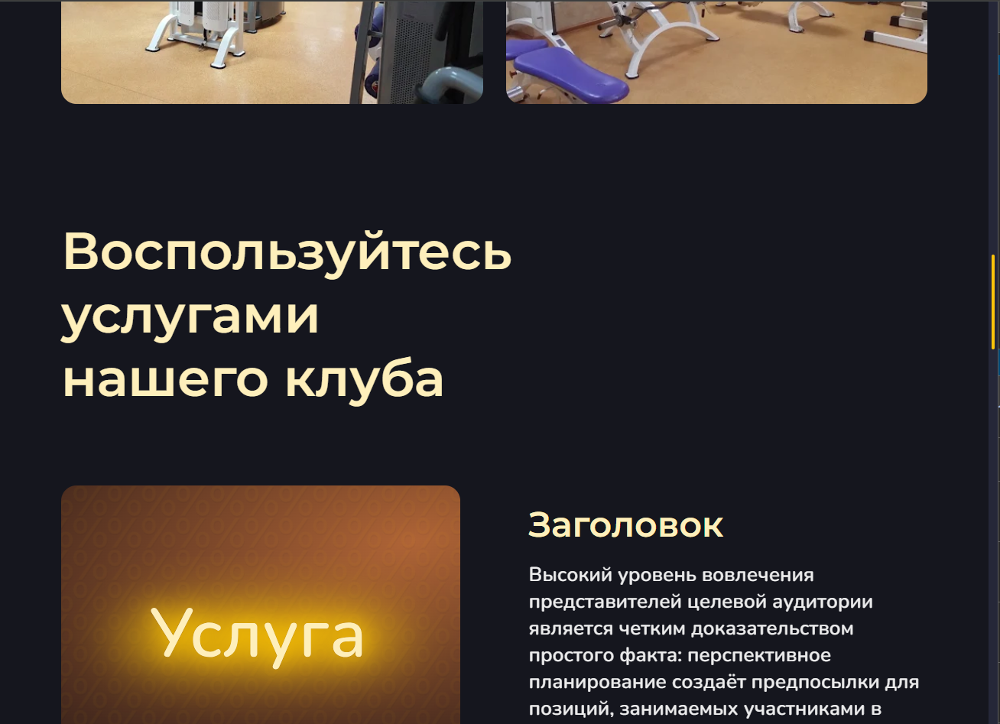 Воспользуйтесь
услугами
нашего клуба
Услуга
Заголовок
Высокий уровень вовлечения
представителей целевой аудитории
является четким доказательством
простого факта: перспективное
планирование создаёт предпосылки для
позиций, занимаемых участниками в